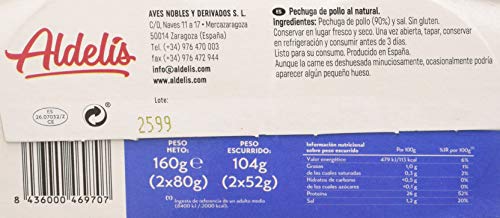 Aldelís
AVES NOBLES Y DERIVADOS S. L.
C/D, Naves 11 a 17 • Mercazaragoza
50014 Zaragoza (España)
Tel. (+34) 976 470 003
fax (+34) 976 472 944
info@aldelis.com
www.aldelis.com
Lote:
2599
ES
26.07032/Z
CE
ES Pechuga de pollo al natural.
Ingredientes: Pechuga de pollo (90%) y sal. Sin gluten.
Conservar en lugar fresco y seco. Una vez abierta, tapar, conservar
en refrigeración y consumir antes de 3 días.
Listo para su consumo. Producido en España.
Aunque la carne es deshuesada minuciosamente, ocasionalmente podría
aparecer algún pequeño hueso.
PESO
NETO:
160g e
(2x80g)
PESO
ESCURRIDO:
104g
(2x52g)
(1) Ingesta de referencia de un adulto medio
(8400 kJ / 2000 kcal).
Información nutricional
sobre peso escurrido Por 100g %IR por 100g(1)
Valor energético 479 kJ/113 kcal 6%
Grasas 1,0 g 1%
de las cuales saturadas 0,3 g 2%
Hidratos de carbono <0,5 g 0%
de los cuales azúcares <0,5 g 0%
Proteínas 26 g 52%
Sal 1,2 g 20%
8 436000 469707